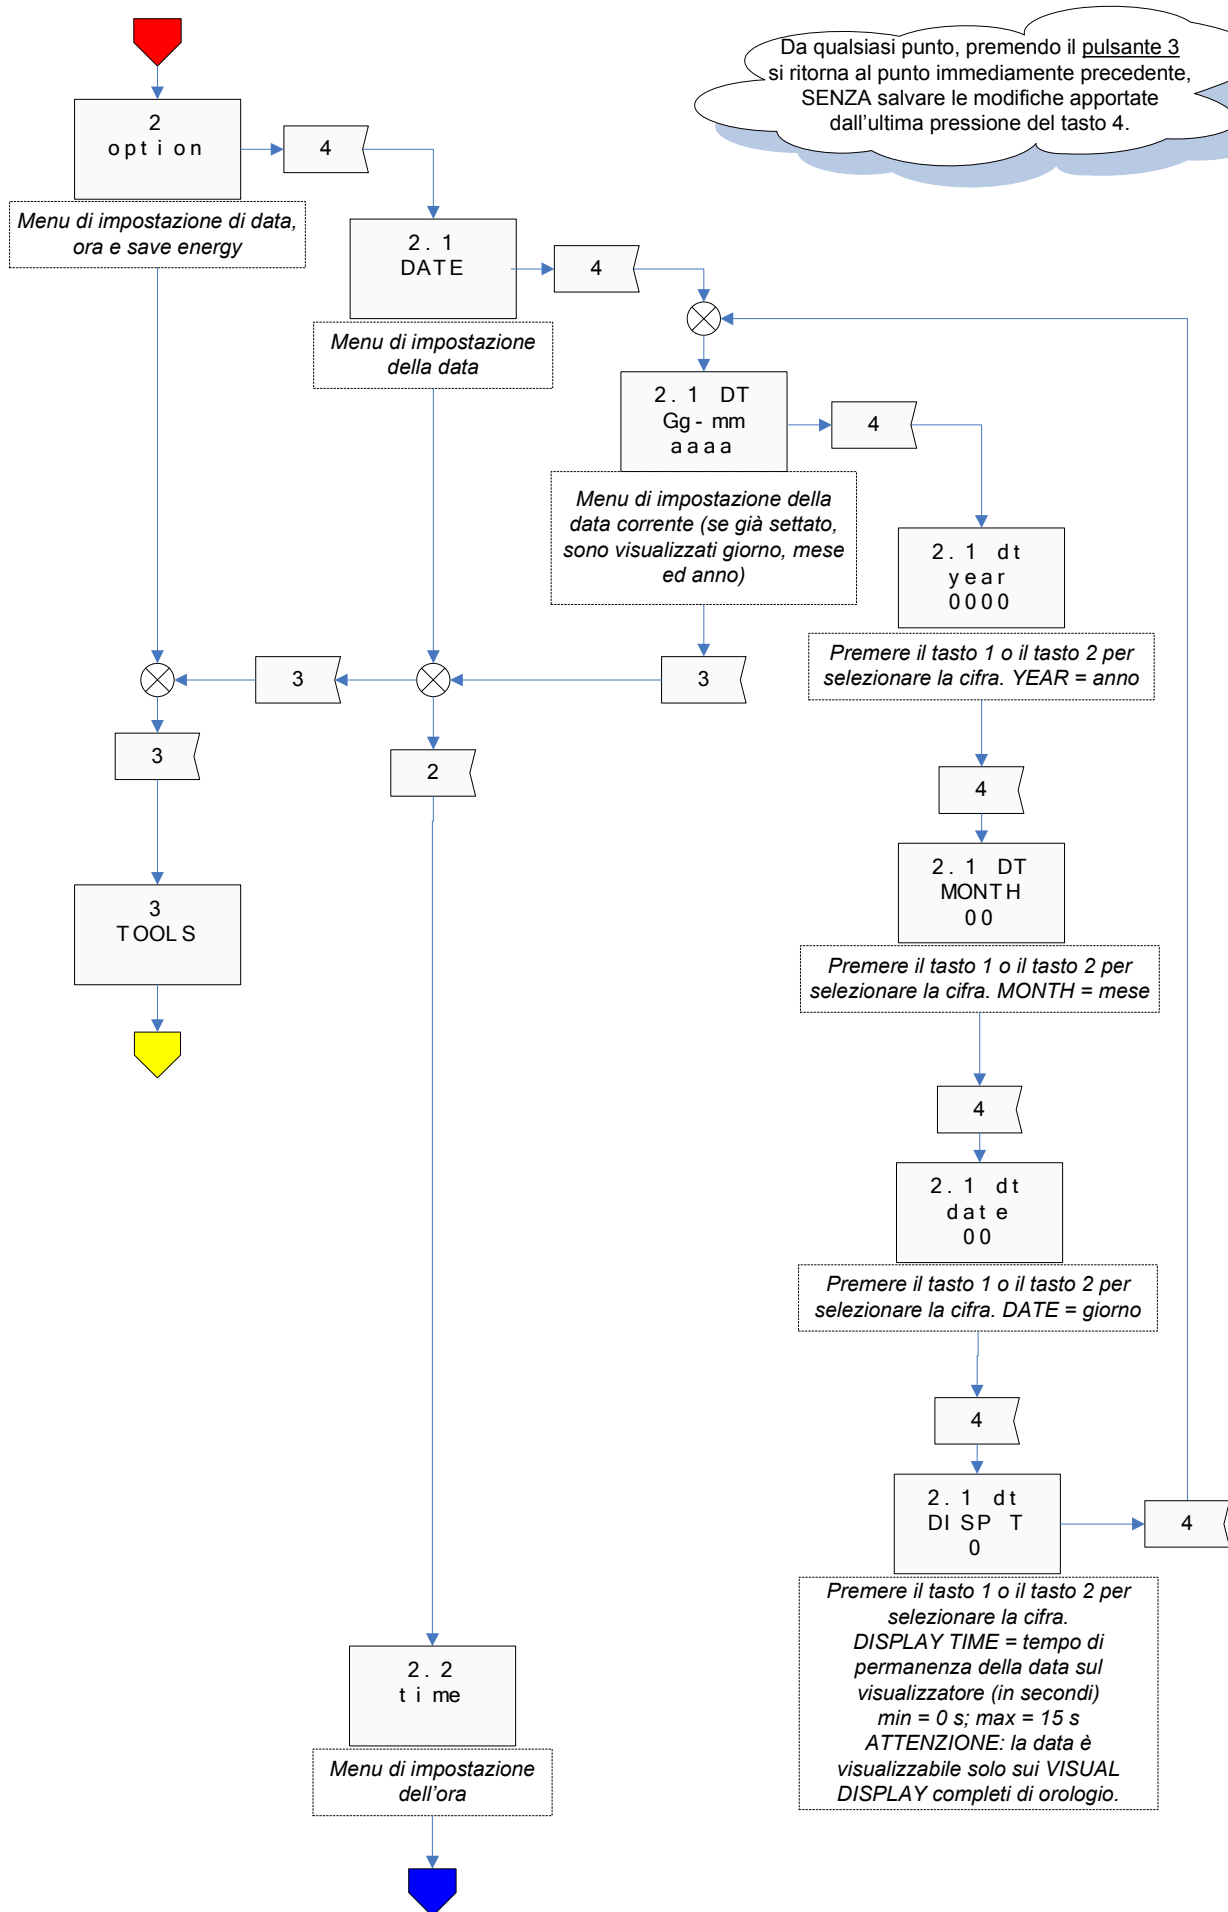 Da qualsiasi punto, premendo il pulsante 3
si ritorna al punto immediamente precedente,
SENZA salvare le modifiche apportate
dall'ultima pressione del tasto 4.
2
option
4
Menu di impostazione di data,
ora e save energy
2.1
DATE
4
Menu di impostazione
della data
2.1 DT
Gg-mm
aaaa
4
Menu di impostazione della
data corrente (se già settato,
sono visualizzati giorno, mese
ed anno)
2.1 dt
year
0000
Premere il tasto 1 o il tasto 2 per
selezionare la cifra. YEAR = anno
3
3
3
2
4
2.1 DT
MONTH
00
Premere il tasto 1 o il tasto 2 per
selezionare la cifra. MONTH = mese
3
TOOLS
4
2.1 dt
date
00
Premere il tasto 1 o il tasto 2 per
selezionare la cifra. DATE = giorno
4
2.1 dt
DISP T
0
4
Premere il tasto 1 o il tasto 2 per
selezionare la cifra.
DISPLAY TIME = tempo di
permanenza della data sul
visualizzatore (in secondi)
min = 0 s; max = 15 s
ATTENZIONE: la data è
visualizzabile solo sui VISUAL
DISPLAY completi di orologio.
2.2
time
Menu di impostazione
dell'ora